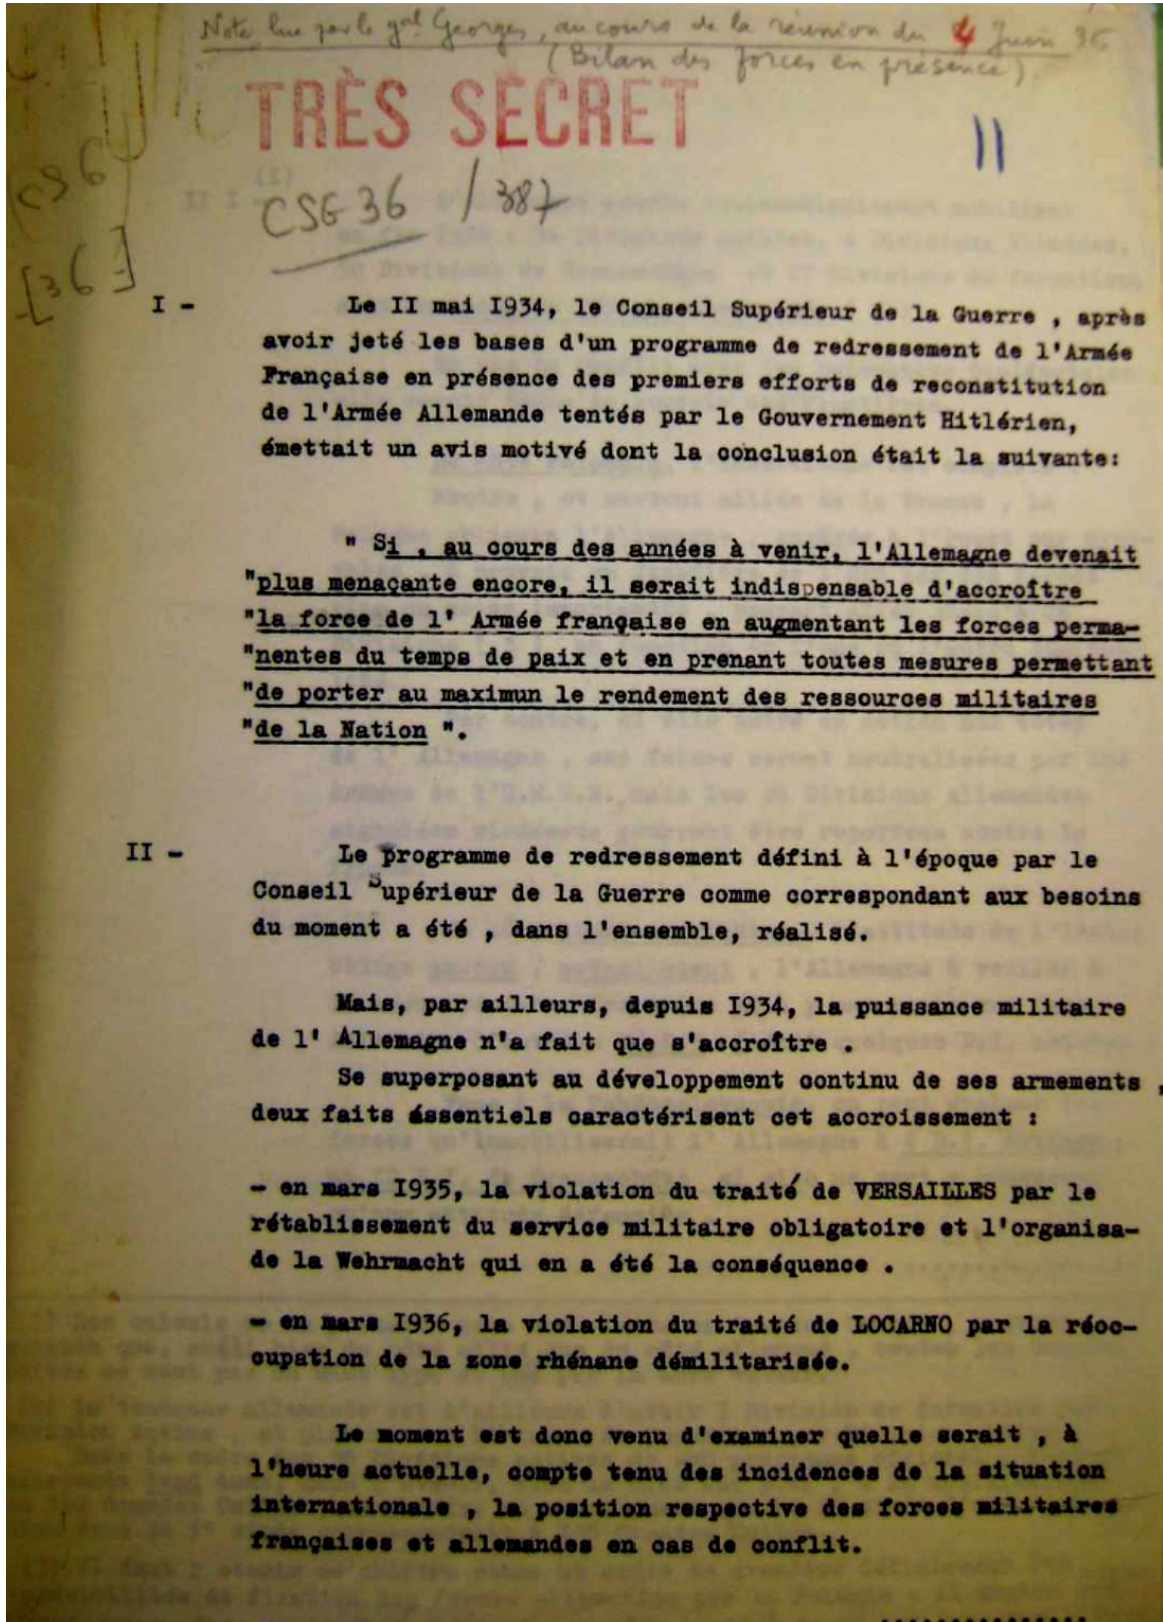 Note lue par le gal Georges, au cours de la réunion du 4 Juin 36
(Bilan des forces en présence).
TRÈS SECRET
11
CSG 36 / 387
(CS6
[36]
I - Le II mai I934, le Conseil Supérieur de la Guerre , après
avoir jeté les bases d'un programme de redressement de l'Armée
Française en présence des premiers efforts de reconstitution
de l'Armée Allemande tentés par le Gouvernement Hitlérien,
émettait un avis motivé dont la conclusion était la suivante:
" Si , au cours des années à venir, l'Allemagne devenait
"plus menaçante encore, il serait indispensable d'accroître
"la force de l' Armée française en augmentant les forces perma-
"nentes du temps de paix et en prenant toutes mesures permettant
"de porter au maximun le rendement des ressources militaires
"de la Nation ".
II - Le programme de redressement défini à l'époque par le
Conseil Supérieur de la Guerre comme correspondant aux besoins
du moment a été , dans l'ensemble, réalisé.
Mais, par ailleurs, depuis I934, la puissance militaire
de l' Allemagne n'a fait que s'accroître .
Se superposant au développement continu de ses armements ,
deux faits éssentiels caractérisent cet accroissement :
- en mars I935, la violation du traité de VERSAILLES par le
rétablissement du service militaire obligatoire et l'organisa-
de la Wehrmacht qui en a été la conséquence .
- en mars I936, la violation du traité de LOCARNO par la réoc-
cupation de la zone rhénane démilitarisée.
Le moment est donc venu d'examiner quelle serait , à
l'heure actuelle, compte tenu des incidences de la situation
internationale , la position respective des forces militaires
françaises et allemandes en cas de conflit.